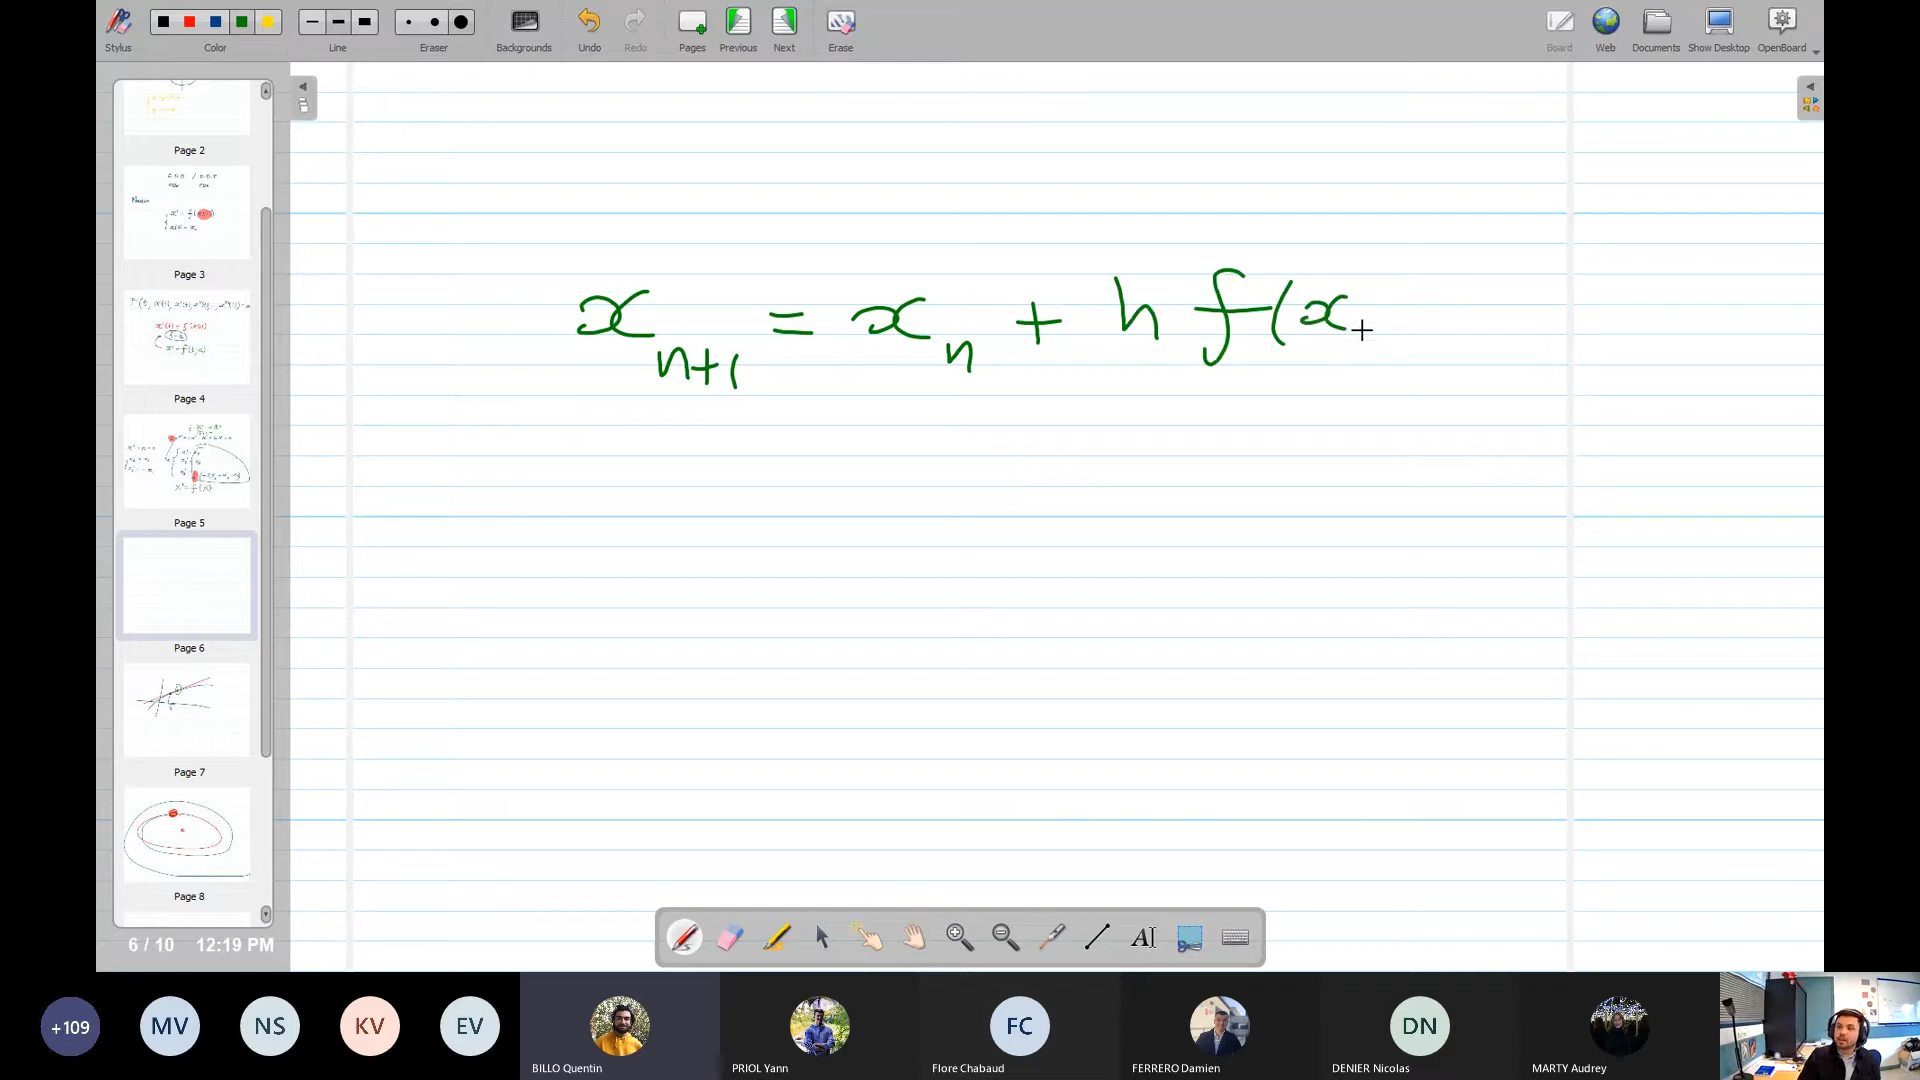 Stylus
Color
Line
Eraser
Backgrounds
Undo
Redo
Pages
Previous
Next
Erase
Board
Web
Documents
Show Desktop
OpenBoard
Page 2
Page 3
Page 4
Page 5
Page 6
Page 7
Page 8
6 / 10 12:19 PM
x_{n+1} = x_n + h f(x
+109
MV
NS
KV
EV
BILLO Quentin
PRIOL Yann
FC
Flore Chabaud
FERRERO Damien
DN
DENIER Nicolas
MARTY Audrey